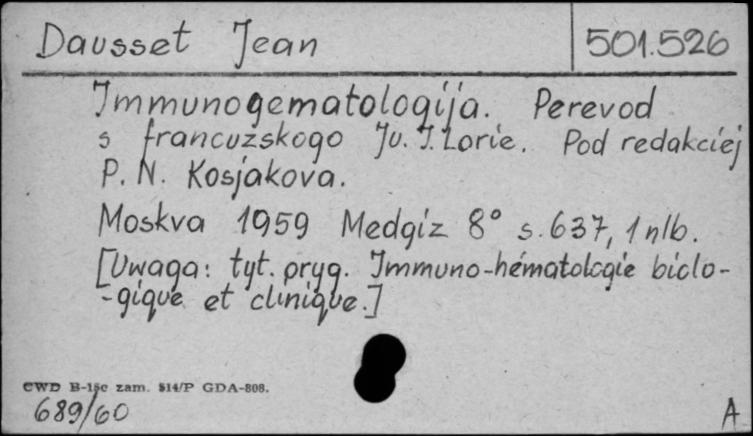 Dausset Jean 501.526
Immunogematologija. Perevod
s francuzskogo Ju. I. Lorie. Pod redakciej
P. N. Kosjakova.
Moskva 1959 Medgiz 8° s. 637, 1 nlb.
[Uwaga: tyt. oryg. Immuno-hématologie biolo-
-gique et clinique.]
CWD B-15c zam. 814/P GDA-808.
689/60 A